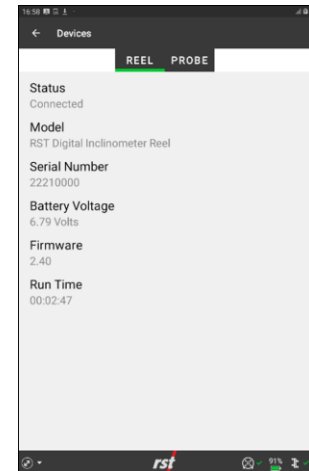 16:58
Devices
REEL PROBE
Status
Connected
Model
RST Digital Inclinometer Reel
Serial Number
22210000
Battery Voltage
6.79 Volts
Firmware
2.40
Run Time
00:02:47
rst
91%